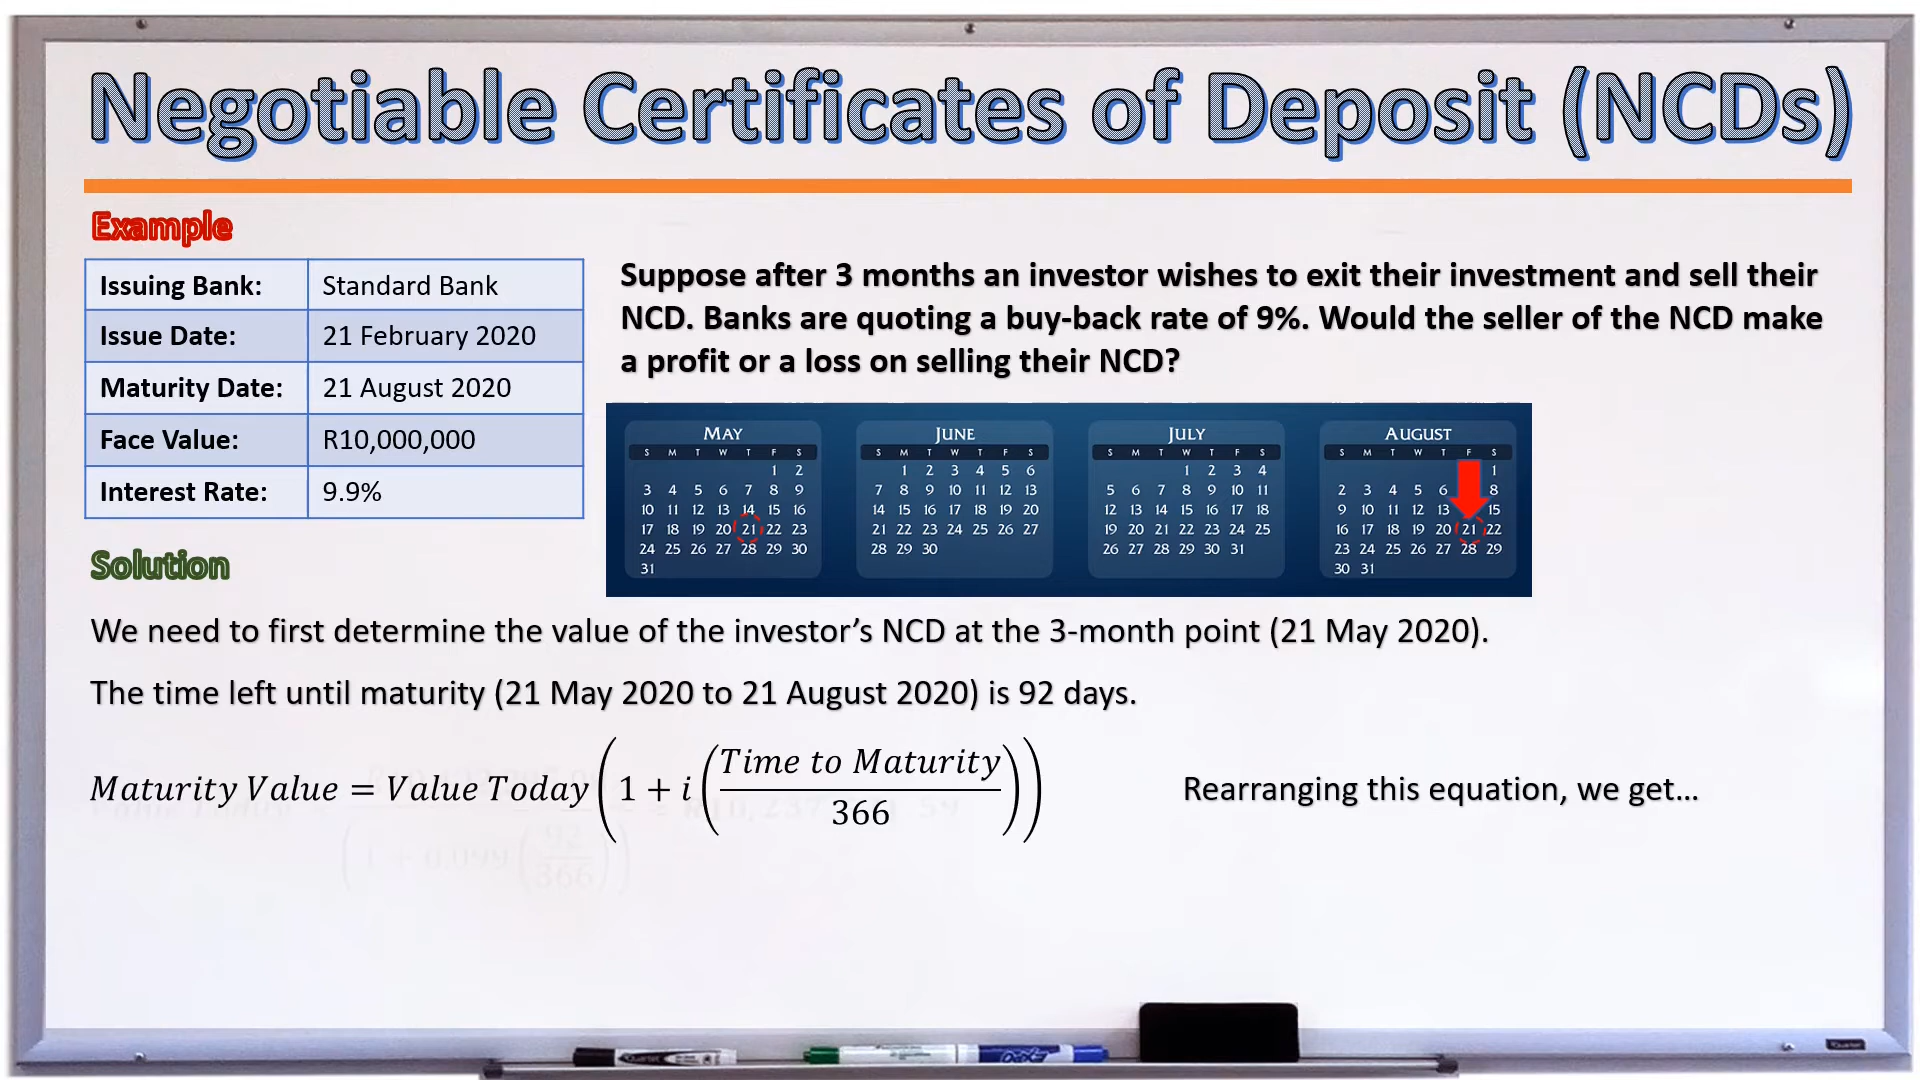 Negotiable Certificates of Deposit (NCDs)
Example
Issuing Bank: Standard Bank
Issue Date: 21 February 2020
Maturity Date: 21 August 2020
Face Value: R10,000,000
Interest Rate: 9.9%
Suppose after 3 months an investor wishes to exit their investment and sell their
NCD. Banks are quoting a buy-back rate of 9%. Would the seller of the NCD make
a profit or a loss on selling their NCD?
MAY
S M T W T F S
1 2
3 4 5 6 7 8 9
10 11 12 13 14 15 16
17 18 19 20 21 22 23
24 25 26 27 28 29 30
31
JUNE
S M T W T F S
1 2 3 4 5 6
7 8 9 10 11 12 13
14 15 16 17 18 19 20
21 22 23 24 25 26 27
28 29 30
JULY
S M T W T F S
1 2 3 4
5 6 7 8 9 10 11
12 13 14 15 16 17 18
19 20 21 22 23 24 25
26 27 28 29 30 31
AUGUST
S M T W T F S
1
2 3 4 5 6 8
9 10 11 12 13 15
16 17 18 19 20 21 22
23 24 25 26 27 28 29
30 31
Solution
We need to first determine the value of the investor’s NCD at the 3-month point (21 May 2020).
The time left until maturity (21 May 2020 to 21 August 2020) is 92 days.
Maturity Value = Value Today (1 + i (Time to Maturity / 366))
Rearranging this equation, we get…